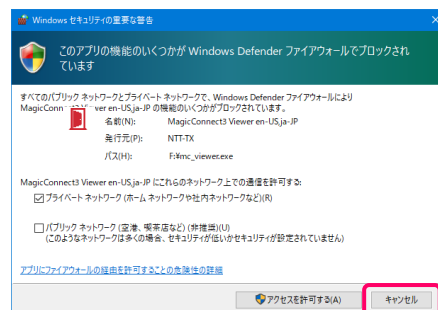 Windows セキュリティの重要な警告
このアプリの機能のいくつかが Windows Defender ファイアウォールでブロックされ
ています
すべてのパブリック ネットワークとプライベート ネットワークで、Windows Defender ファイアウォールにより
MagicConn ver en-US,ja-JP の機能のいくつかがブロックされています。
名前(N): MagicConnect3 Viewer en-US,ja-JP
発行元(P): NTT-TX
パス(H): F:¥mc_viewer.exe
MagicConnect3 Viewer en-US,ja-JP にこれらのネットワーク上での通信を許可する:
プライベート ネットワーク (ホーム ネットワークや社内ネットワークなど)(R)
パブリック ネットワーク (空港、喫茶店など) (非推奨)(U)
(このようなネットワークは多くの場合、セキュリティが低いかセキュリティが設定されていません)
アプリにファイアウォールの経由を許可することの危険性の詳細
アクセスを許可する(A) キャンセル